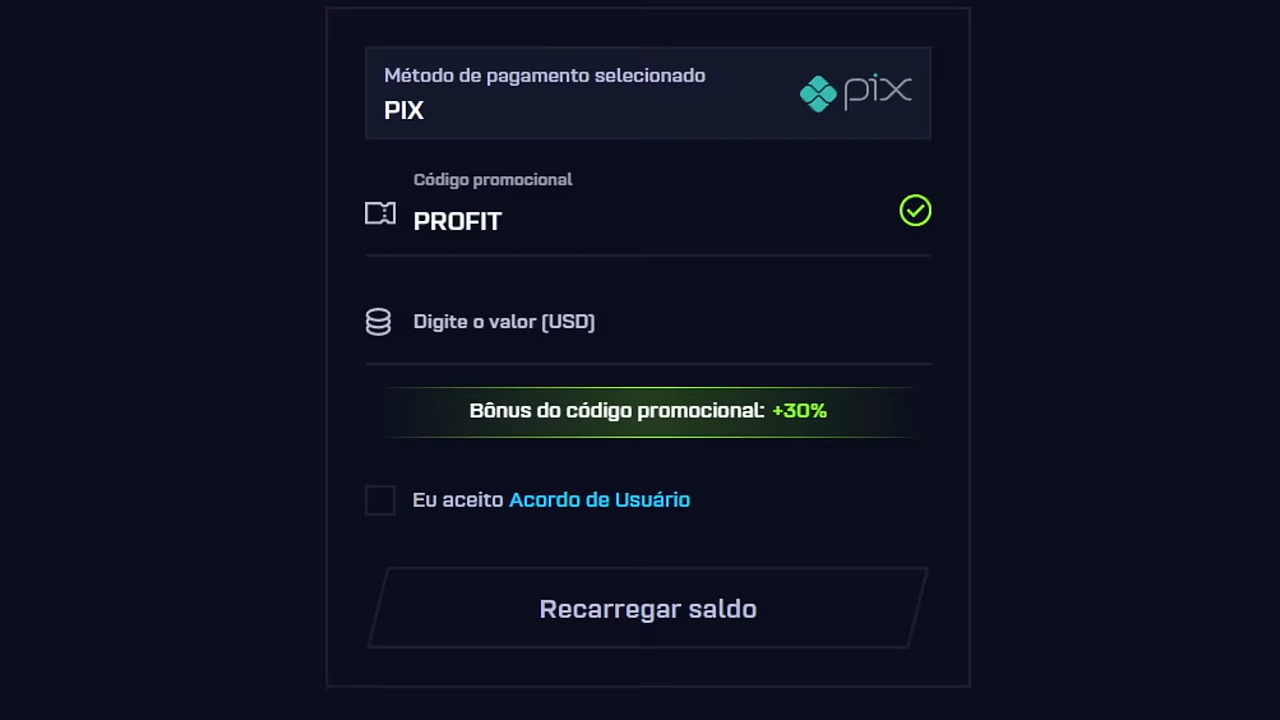 Método de pagamento selecionado
PIX
pix
Código promocional
PROFIT
Digite o valor (USD)
Bônus do código promocional: +30%
Eu aceito Acordo de Usuário
Recarregar saldo